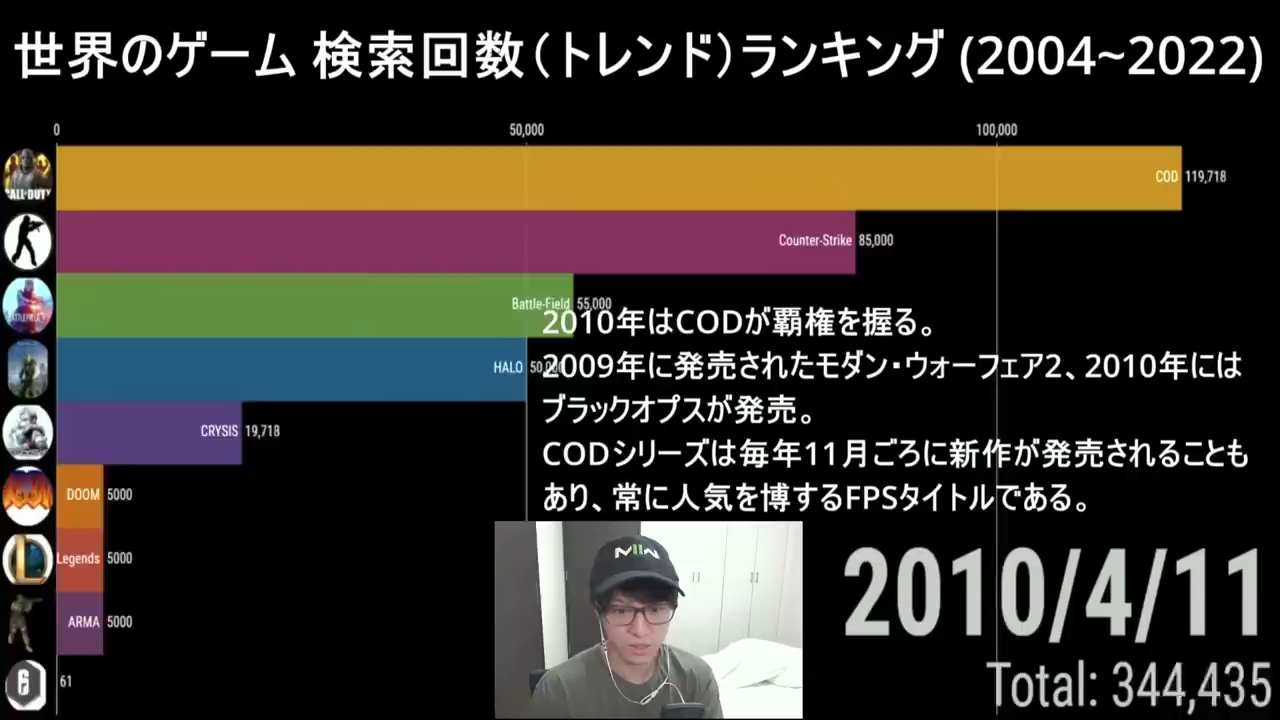 世界のゲーム 検索回数（トレンド）ランキング (2004~2022)
0 50,000 100,000
CALL·DUTY COD 119,718
Counter-Strike 85,000
Battle-Field 55,000
HALO 50,000
CRYSIS 19,718
DOOM 5000
Legends 5000
ARMA 5000
6 61
2010年はCODが覇権を握る。
2009年に発売されたモダン・ウォーフェア2、2010年には
ブラックオプスが発売。
CODシリーズは毎年11月ごろに新作が発売されることも
あり、常に人気を博するFPSタイトルである。
MIIW
2010/4/11
Total: 344,435